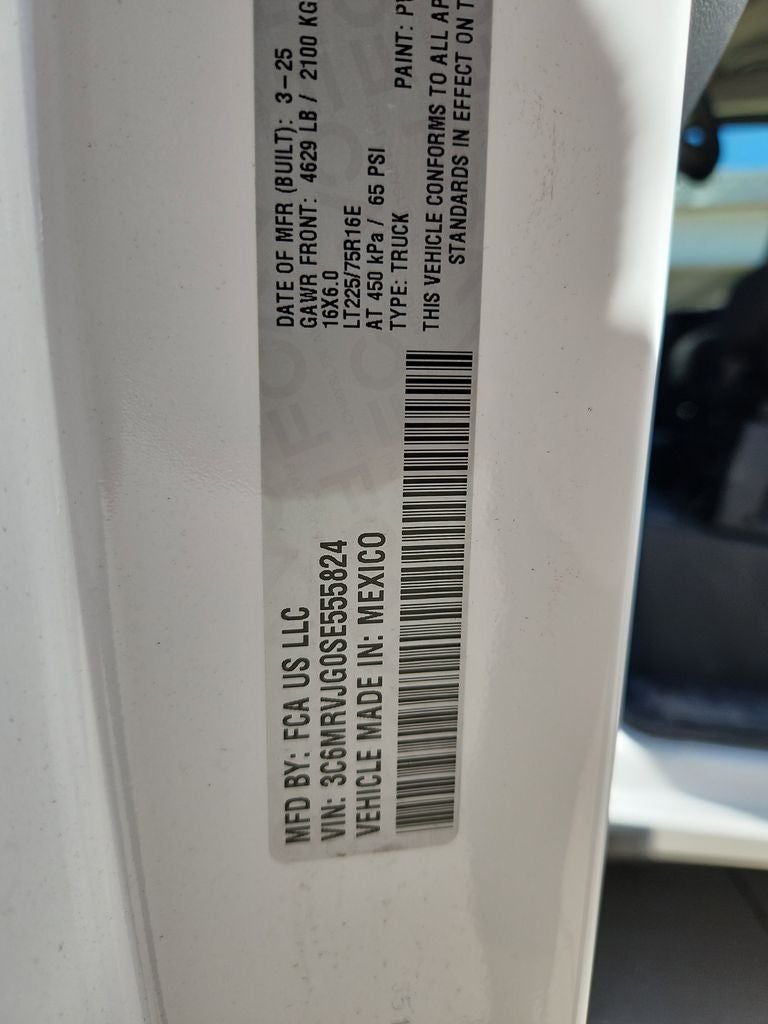 MFD BY: FCA US LLC
VIN: 3C6MRVJG0SE555824
VEHICLE MADE IN: MEXICO
DATE OF MFR (BUILT): 3-25
GAWR FRONT: 4629 LB / 2100 KG
16X6.0
LT225/75R16E
AT 450 kPa / 65 PSI
TYPE: TRUCK PAINT:
THIS VEHICLE CONFORMS TO ALL
STANDARDS IN EFFECT ON